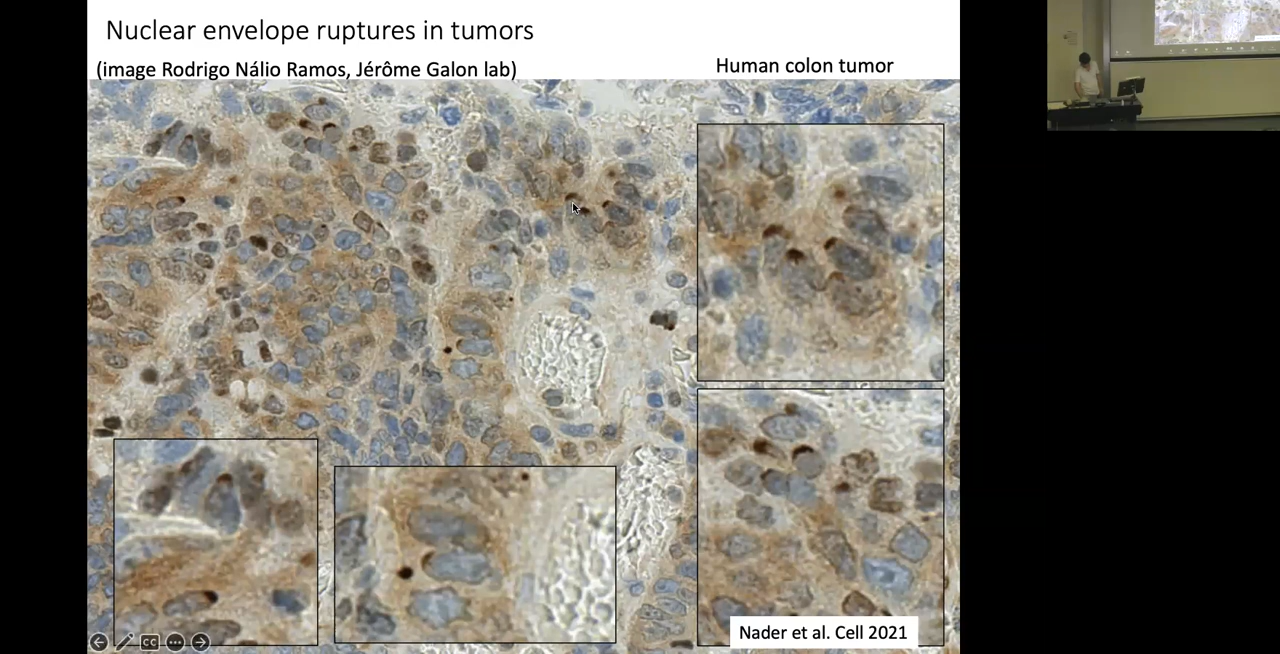 Nuclear envelope ruptures in tumors
(image Rodrigo Nálio Ramos, Jérôme Galon lab)
Human colon tumor
Nader et al. Cell 2021
CC